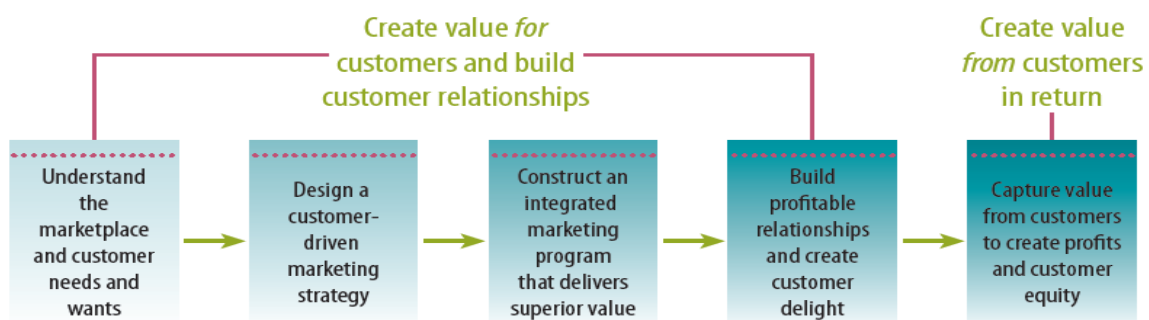 Create value for
customers and build
customer relationships
Create value
from customers
in return
Understand
the
marketplace
and customer
needs and
wants
Design a
customer-
driven
marketing
strategy
Construct an
integrated
marketing
program
that delivers
superior value
Build
profitable
relationships
and create
customer
delight
Capture value
from customers
to create profits
and customer
equity